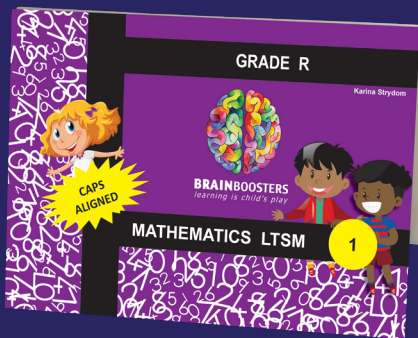 GRADE R
Karina Strydom
BRAINBOOSTERS
learning is child's play
CAPS
ALIGNED
MATHEMATICS LTSM
1